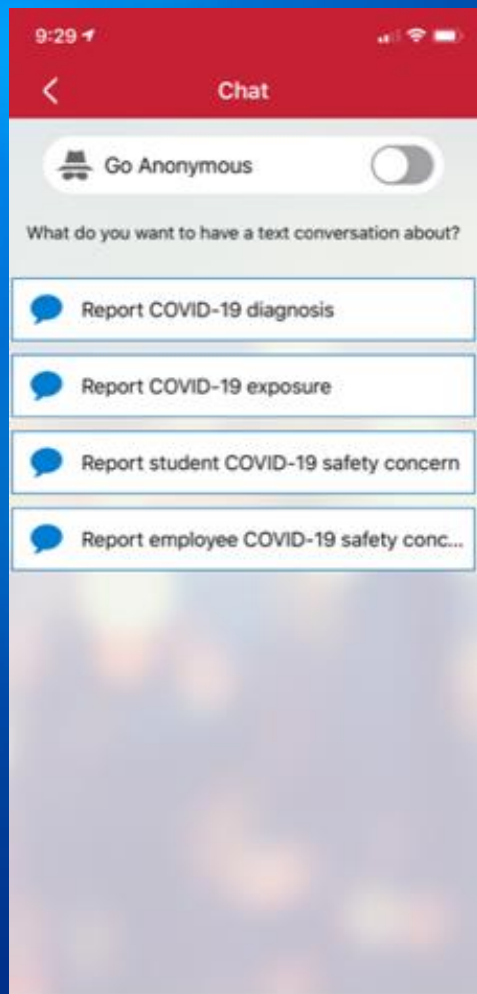 9:29
Chat
Go Anonymous
What do you want to have a text conversation about?
Report COVID-19 diagnosis
Report COVID-19 exposure
Report student COVID-19 safety concern
Report employee COVID-19 safety conc...